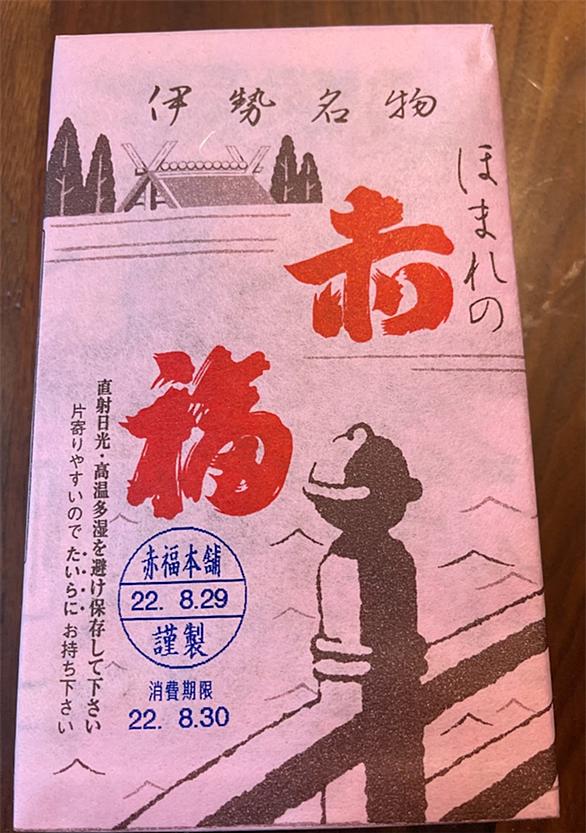 伊勢名物
ほまれの
赤
福
直射日光・高温多湿を避け保存して下さい
片寄りやすいので たいらに お持ち下さい
赤福本舗
22. 8.29
謹製
消費期限
22. 8.30